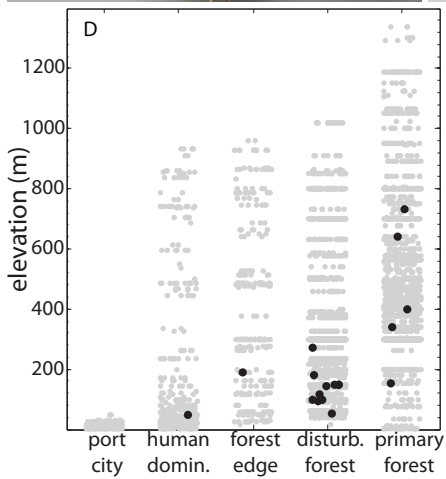 D
1200
1000
800
600
400
200
elevation (m)
port city
human domin.
forest edge
disturb. forest
primary forest